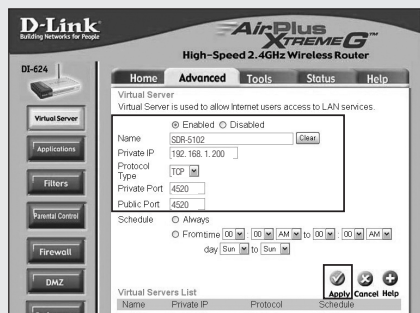 D-Link
Building Networks for People
AirPlus
XTREME G™
High-Speed 2.4GHz Wireless Router
DI-624
Home Advanced Tools Status Help
Virtual Server
Applications
Filters
Parental Control
Firewall
DMZ
Virtual Server
Virtual Server is used to allow Internet users access to LAN services.
Enabled Disabled
Name SDR-5102 Clear
Private IP 192. 168. 1. 200
Protocol Type TCP
Private Port 4520
Public Port 4520
Schedule Always
From time 00 : 00 AM to 00 : 00 AM
day Sun to Sun
Apply Cancel Help
Virtual Servers List
Name Private IP Protocol Schedule